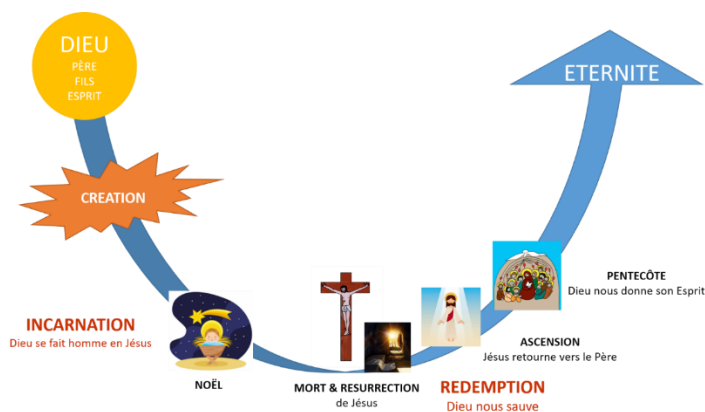 DIEU
PÈRE
FILS
ESPRIT
ETERNITE
CREATION
INCARNATION
Dieu se fait homme en Jésus
NOËL
MORT & RESURRECTION
de Jésus
REDEMPTION
Dieu nous sauve
ASCENSION
Jésus retourne vers le Père
PENTECÔTE
Dieu nous donne son Esprit